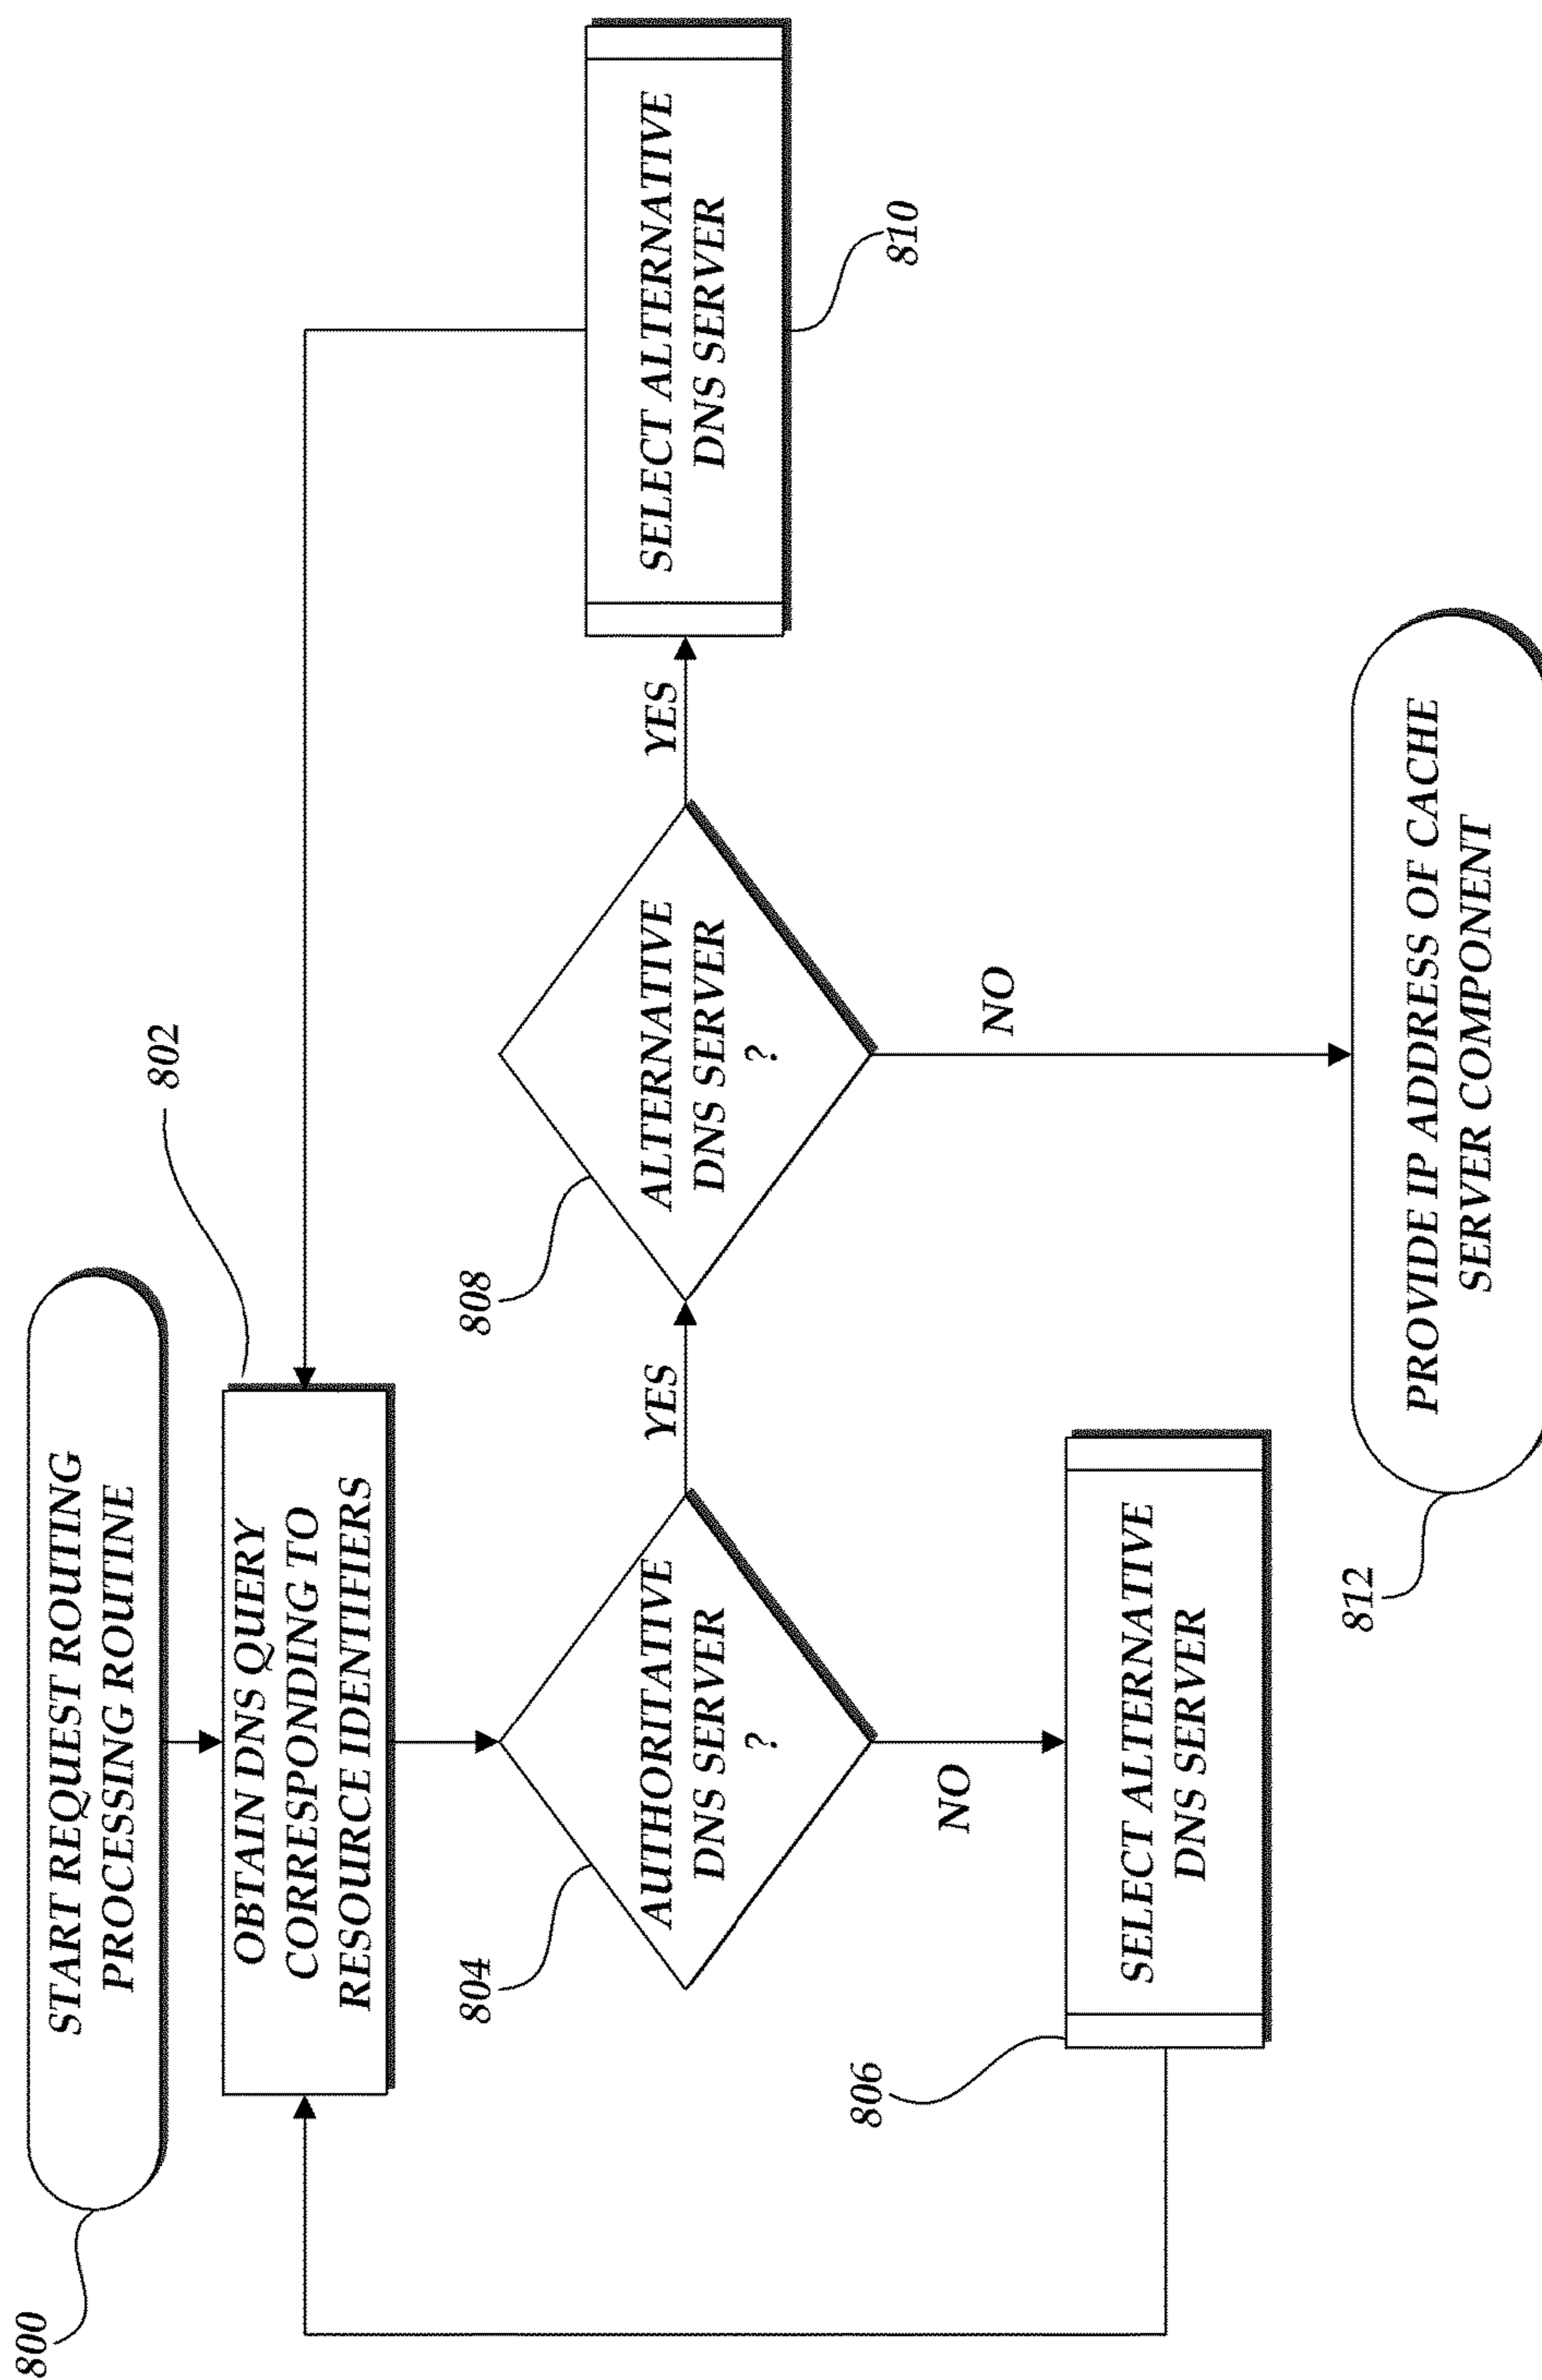 800
START REQUEST ROUTING
PROCESSING ROUTINE
802
OBTAIN DNS QUERY
CORRESPONDING TO
RESOURCE IDENTIFIERS
804
AUTHORITATIVE
DNS SERVER
?
YES
NO
806
SELECT ALTERNATIVE
DNS SERVER
808
ALTERNATIVE
DNS SERVER
?
YES
NO
SELECT ALTERNATIVE
DNS SERVER
810
812
PROVIDE IP ADDRESS OF CACHE
SERVER COMPONENT